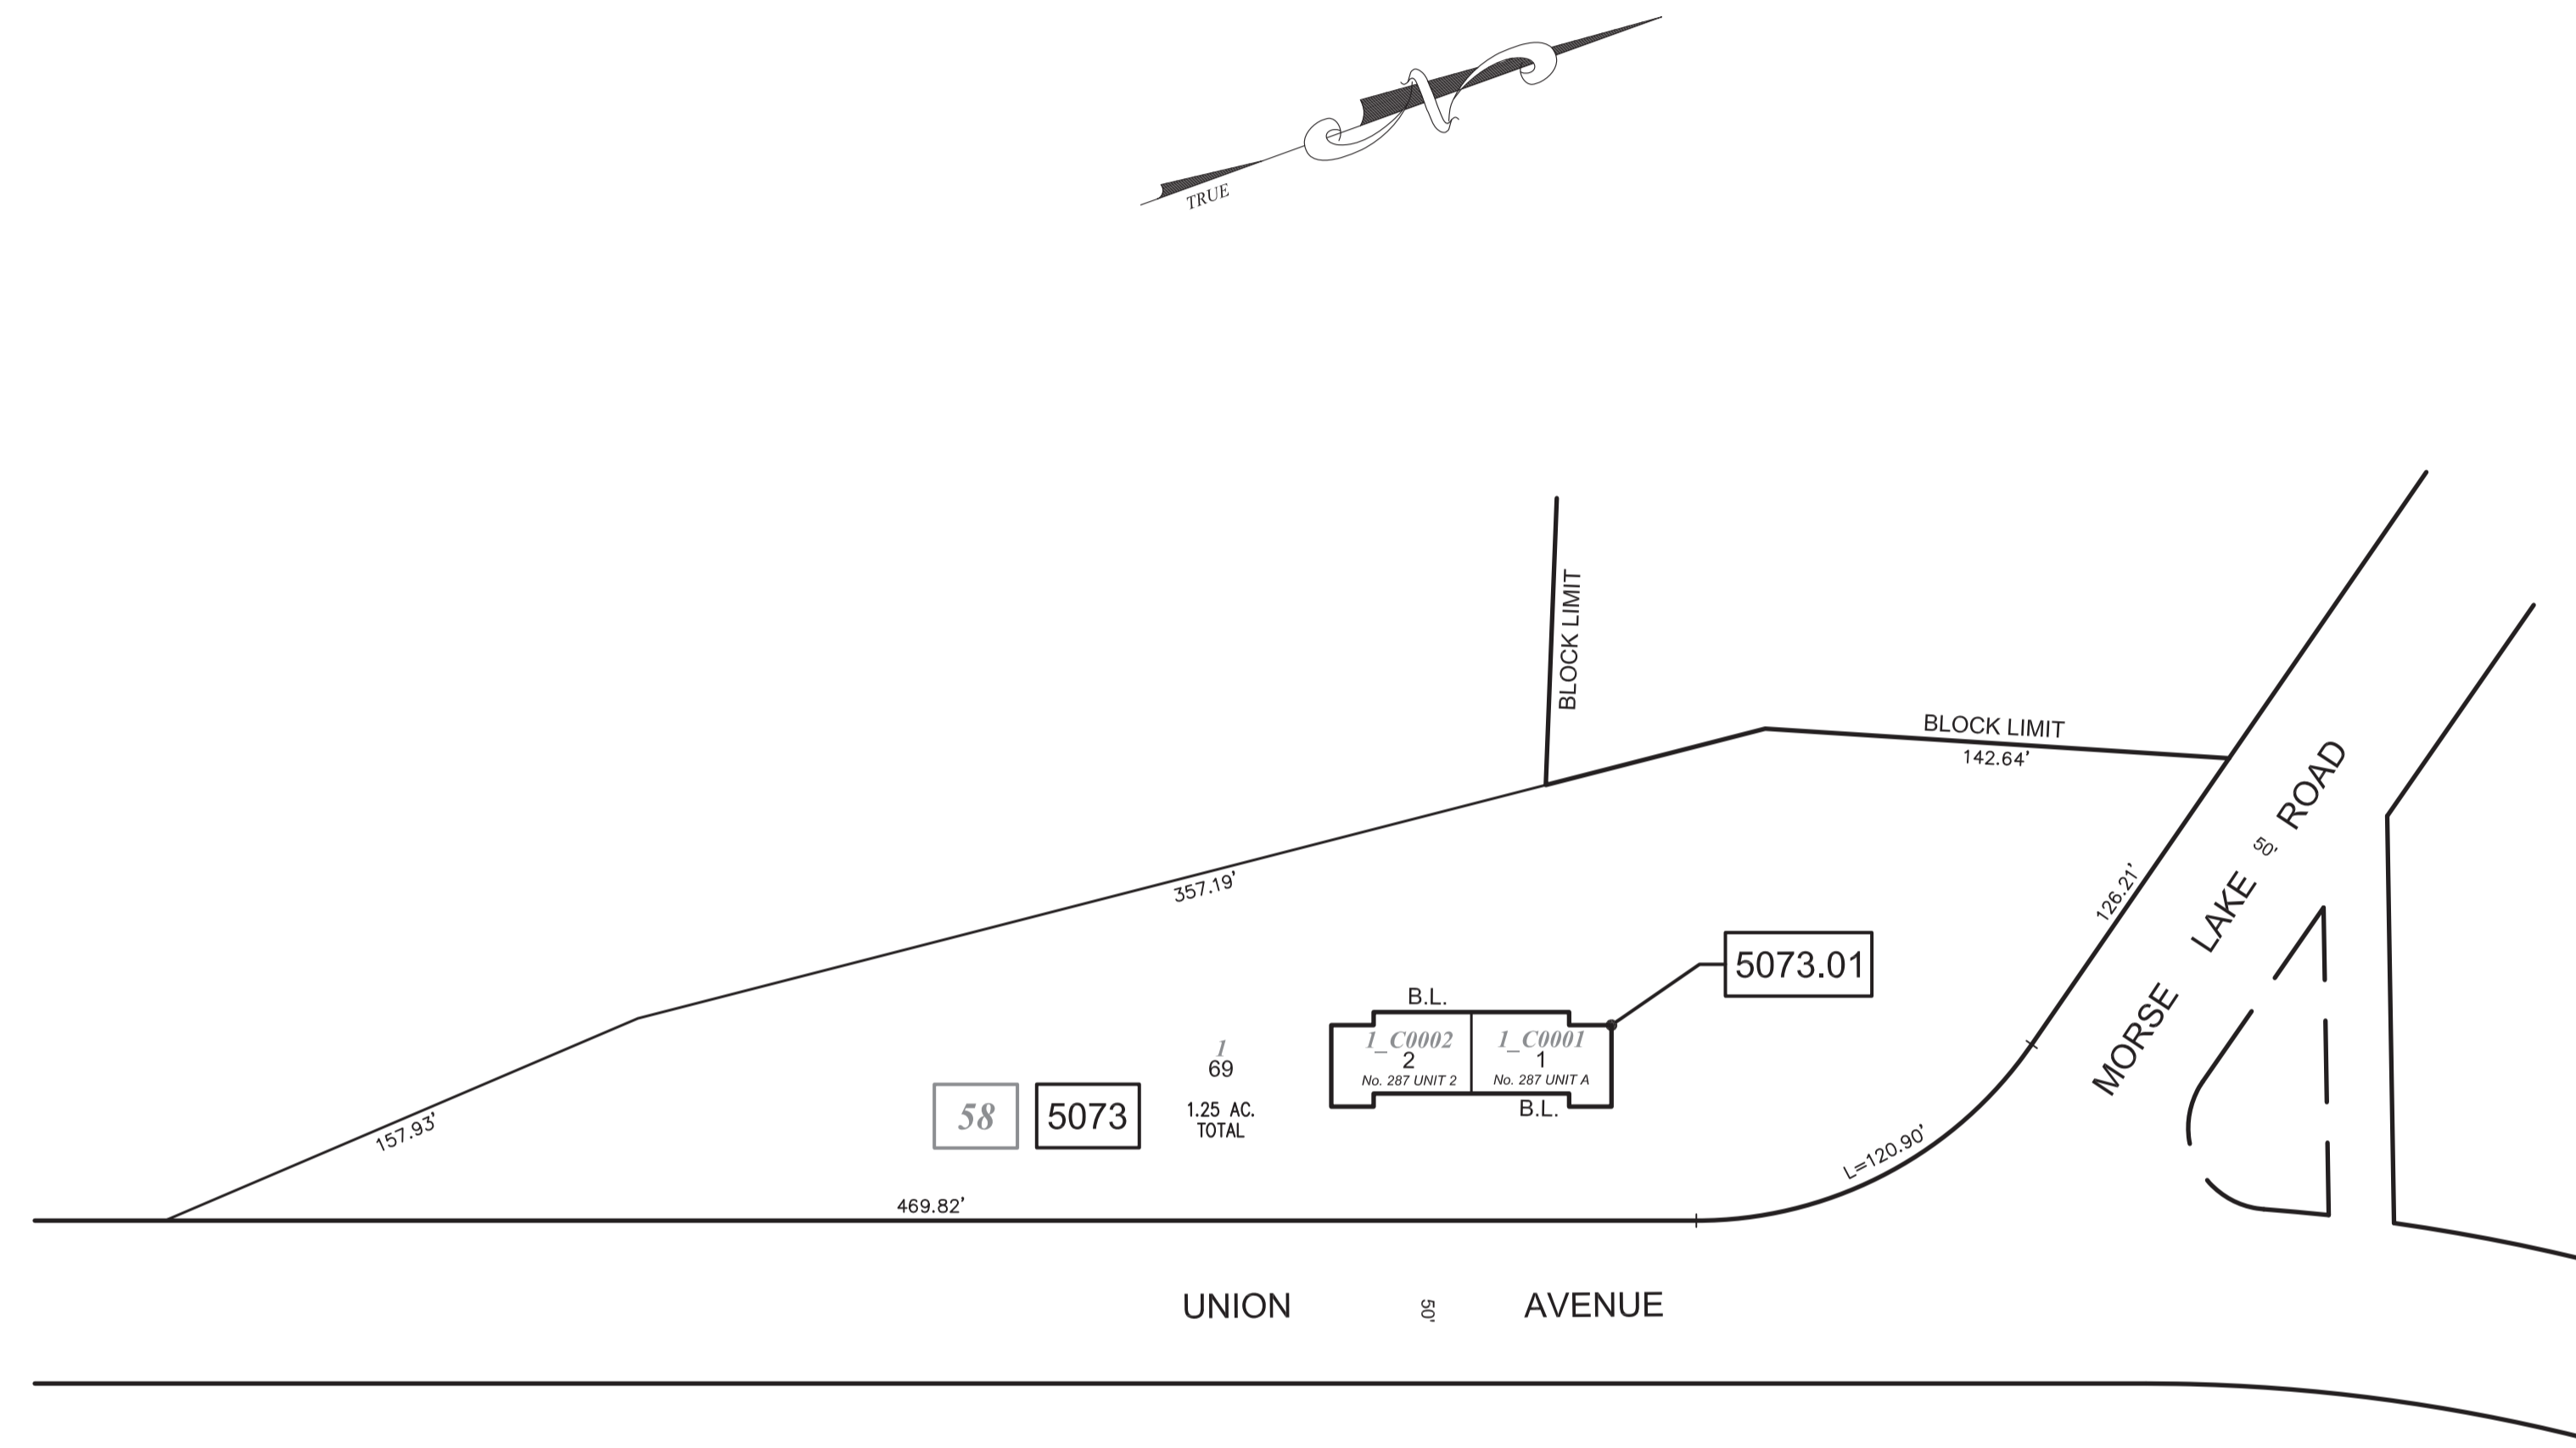 N
TRUE
BLOCK LIMIT
BLOCK LIMIT
142.64'
MORSE LAKE 50' ROAD
126.21'
357.19'
5073.01
B.L.
1_C0002
2
No. 287 UNIT 2
1_C0001
1
No. 287 UNIT A
B.L.
1
69
1.25 AC.
TOTAL
58
5073
157.93'
L=120.90'
469.82'
UNION 50' AVENUE